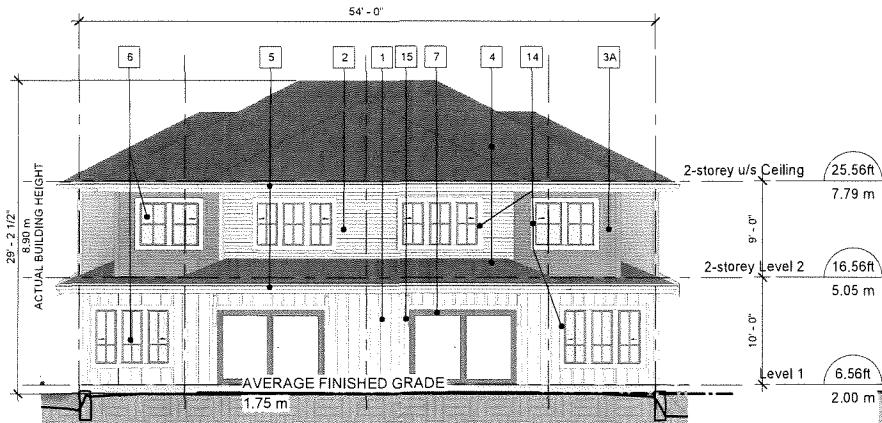 54' - 0"
6 5 2 1 15 7 4 14 3A
2-storey u/s Ceiling 25.56ft
7.79 m
29' - 2 1/2"
8.90 m
ACTUAL BUILDING HEIGHT
9' - 0"
2-storey Level 2 16.56ft
5.05 m
10' - 0"
Level 1 6.56ft
2.00 m
AVERAGE FINISHED GRADE
1.75 m